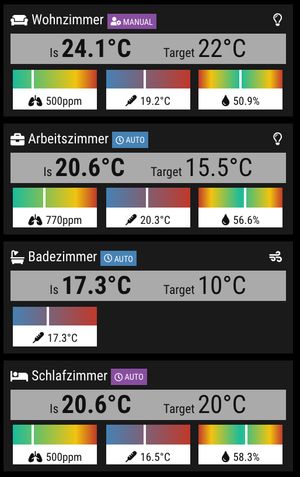 Wohnzimmer MANUAL
Is 24.1°C Target 22°C
500ppm 19.2°C 50.9%
Arbeitszimmer AUTO
Is 20.6°C Target 15.5°C
770ppm 20.3°C 56.6%
Badezimmer AUTO
Is 17.3°C Target 10°C
17.3°C
Schlafzimmer AUTO
Is 20.6°C Target 20°C
500ppm 16.5°C 58.3%